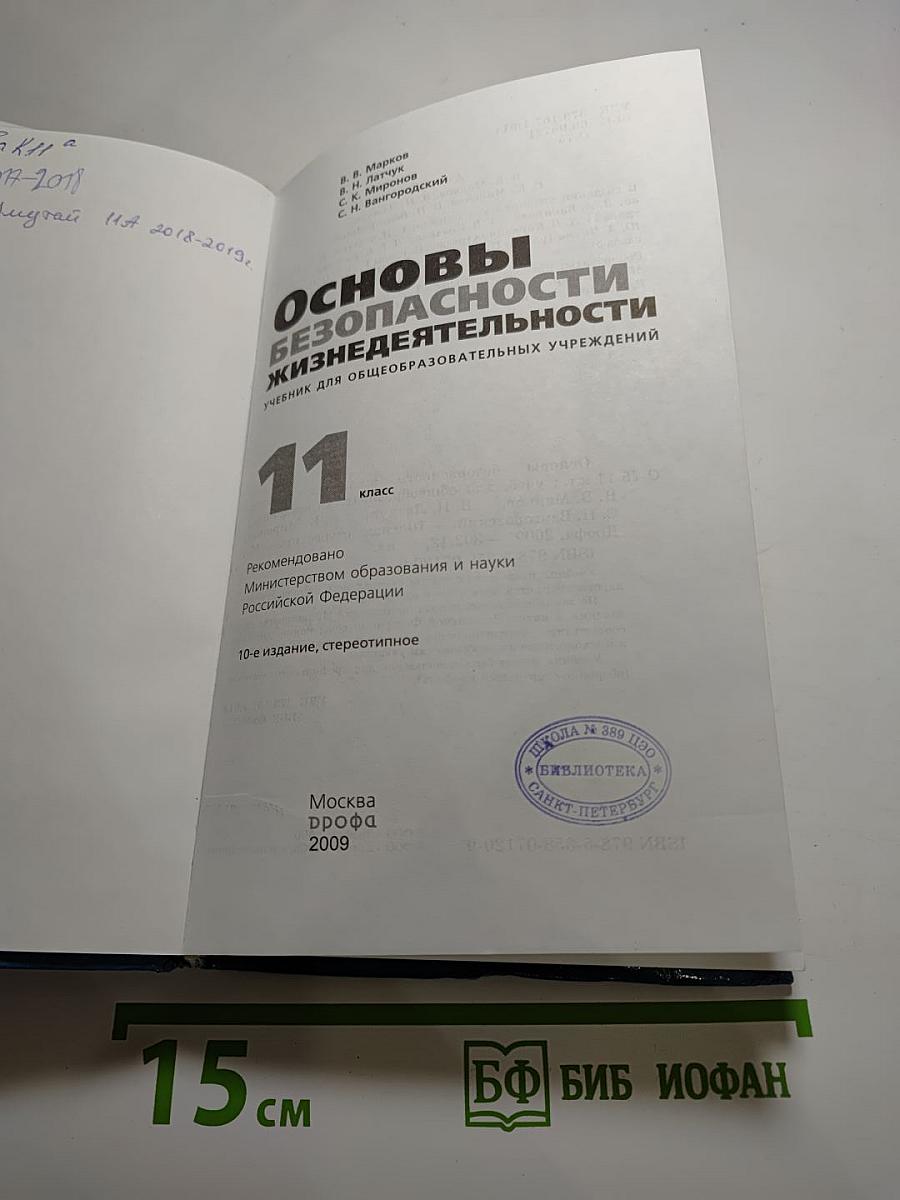 2018
11А 2018-2019г.
В. В. Марков
В. Н. Латчук
С. К. Миронов
С. Н. Вангородский
ОСНОВЫ
БЕЗОПАСНОСТИ
ЖИЗНЕДЕЯТЕЛЬНОСТИ
УЧЕБНИК ДЛЯ ОБЩЕОБРАЗОВАТЕЛЬНЫХ УЧРЕЖДЕНИЙ
11 класс
Рекомендовано
Министерством образования и науки
Российской Федерации
10-е издание, стереотипное
ШКОЛА № 389 ЦЭО
* БИБЛИОТЕКА *
САНКТ-ПЕТЕРБУРГ
Москва
дрофа
2009
15 см
БФ БИБ ИОФАН